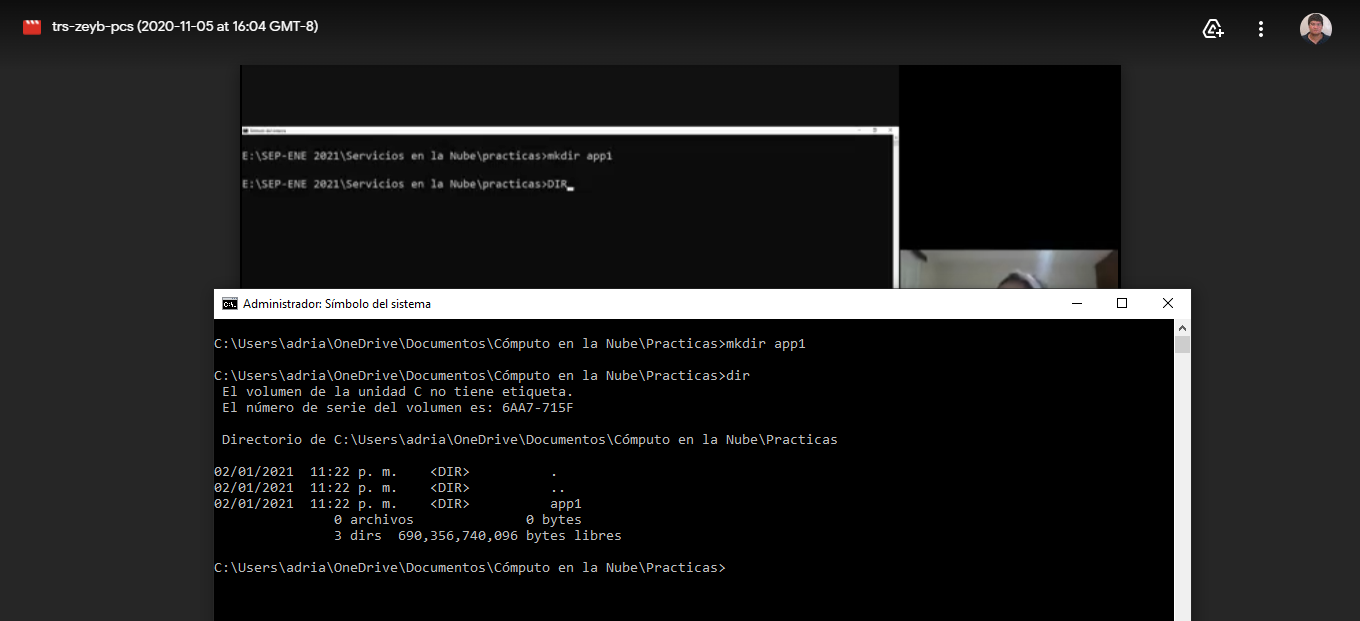 trs-zeyb-pcs (2020-11-05 at 16:04 GMT-8)
E:\SEP-ENE 2021\Servicios en la Nube\practicas>mkdir app1
E:\SEP-ENE 2021\Servicios en la Nube\practicas>DIR
Administrador: Símbolo del sistema
C:\Users\adria\OneDrive\Documentos\Cómputo en la Nube\Practicas>mkdir app1
C:\Users\adria\OneDrive\Documentos\Cómputo en la Nube\Practicas>dir
El volumen de la unidad C no tiene etiqueta.
El número de serie del volumen es: 6AA7-715F
Directorio de C:\Users\adria\OneDrive\Documentos\Cómputo en la Nube\Practicas
02/01/2021  11:22 p. m.    <DIR>          .
02/01/2021  11:22 p. m.    <DIR>          ..
02/01/2021  11:22 p. m.    <DIR>          app1
0 archivos              0 bytes
3 dirs  690,356,740,096 bytes libres
C:\Users\adria\OneDrive\Documentos\Cómputo en la Nube\Practicas>